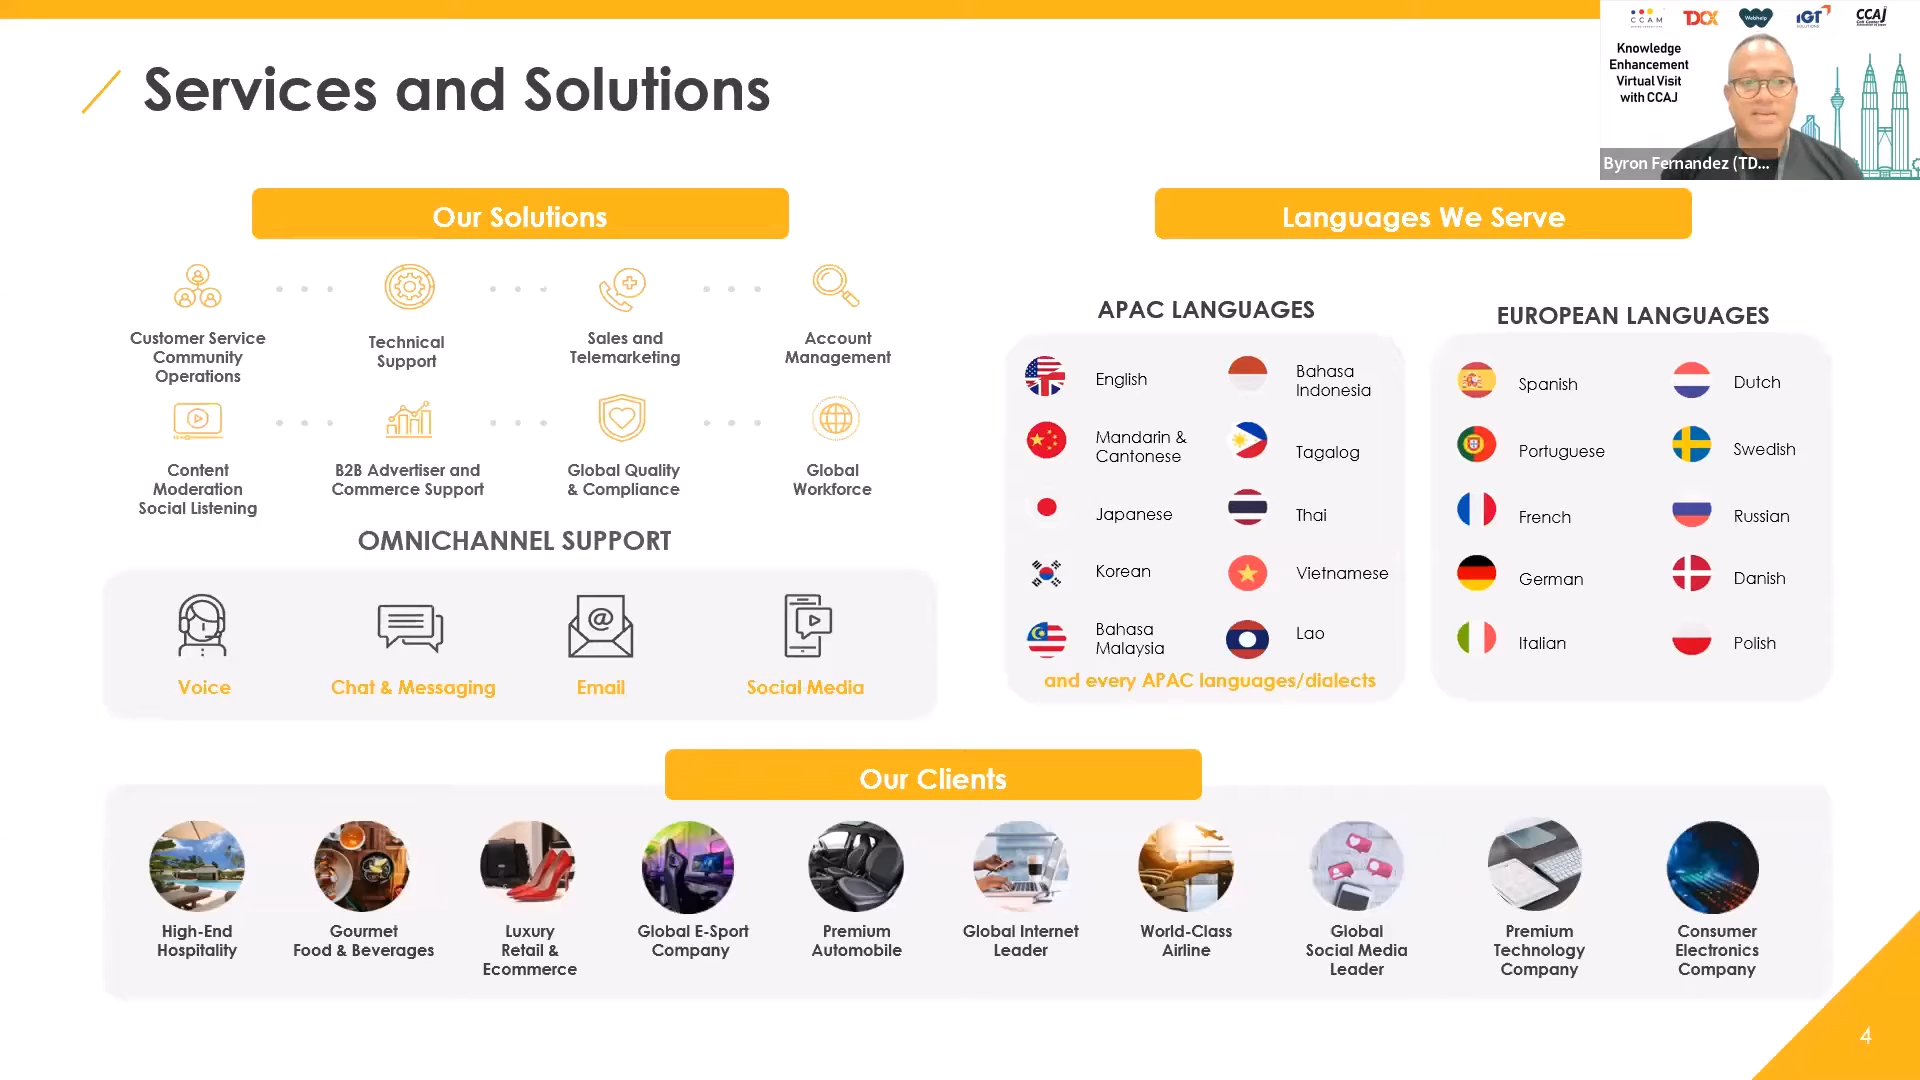 Services and Solutions
CCAM
TDCX
Webhelp
IGT
SOLUTIONS
CCAJ
Knowledge
Enhancement
Virtual Visit
with CCAJ
Byron Fernandez (TD...
Our Solutions
Customer Service
Community
Operations
Technical
Support
Sales and
Telemarketing
Account
Management
Content
Moderation
Social Listening
B2B Advertiser and
Commerce Support
Global Quality
& Compliance
Global
Workforce
OMNICHANNEL SUPPORT
Voice
Chat & Messaging
Email
Social Media
Languages We Serve
APAC LANGUAGES
English
Bahasa
Indonesia
Mandarin &
Cantonese
Tagalog
Japanese
Thai
Korean
Vietnamese
Bahasa
Malaysia
Lao
and every APAC languages/dialects
EUROPEAN LANGUAGES
Spanish
Dutch
Portuguese
Swedish
French
Russian
German
Danish
Italian
Polish
Our Clients
High-End
Hospitality
Gourmet
Food & Beverages
Luxury
Retail &
Ecommerce
Global E-Sport
Company
Premium
Automobile
Global Internet
Leader
World-Class
Airline
Global
Social Media
Leader
Premium
Technology
Company
Consumer
Electronics
Company
4